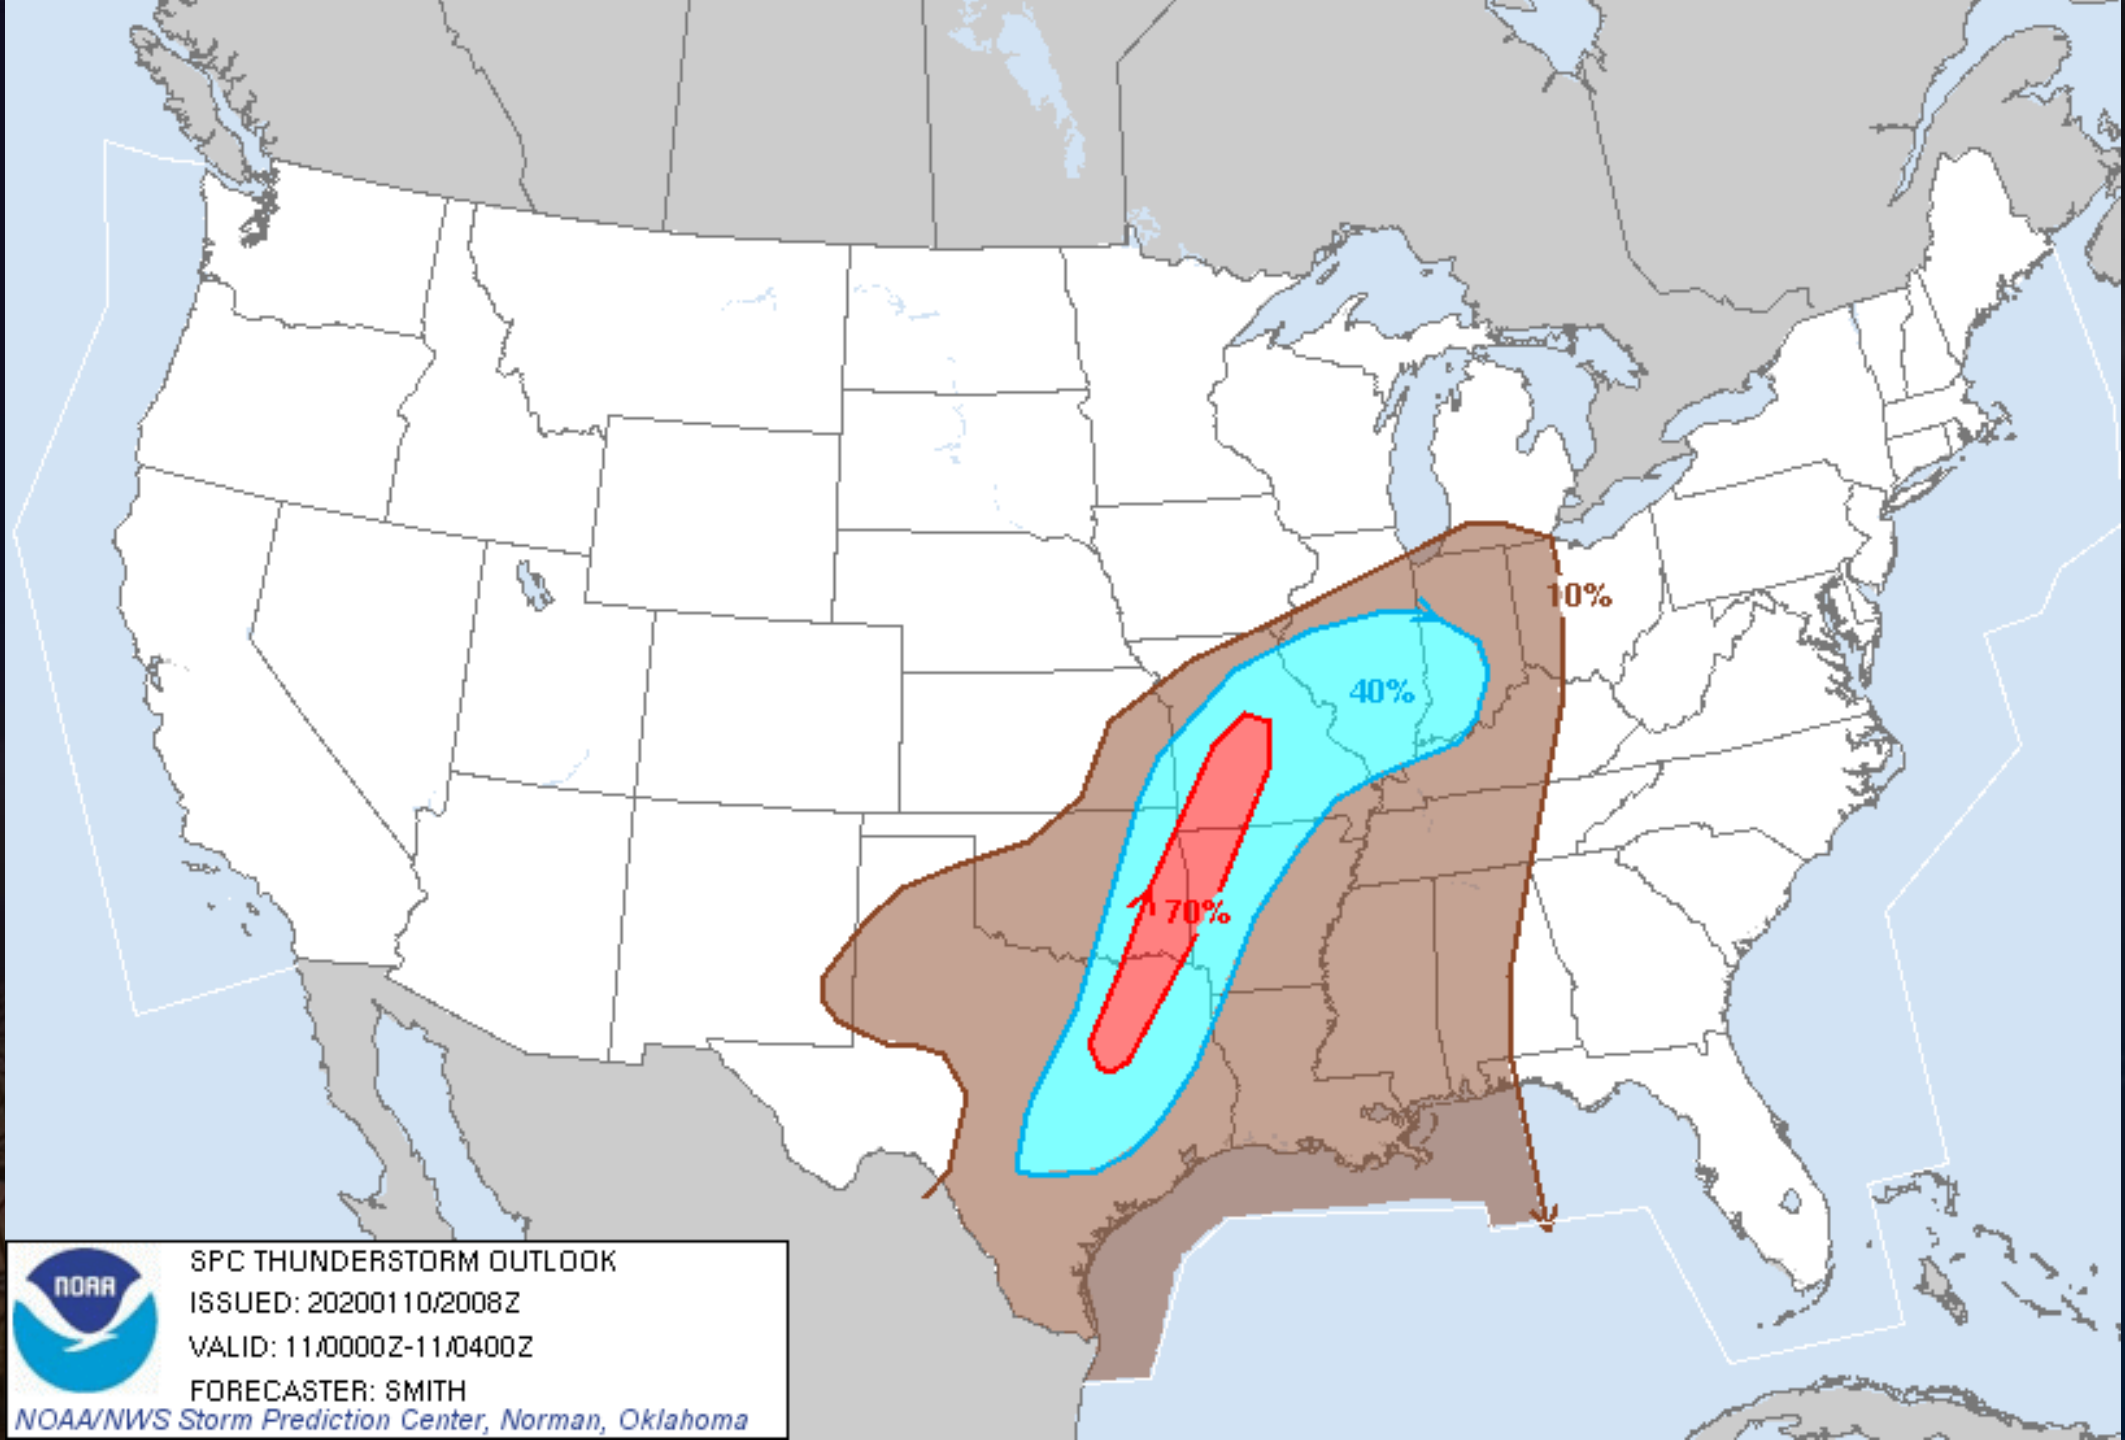 10%
40%
70%
NOAA
SPC THUNDERSTORM OUTLOOK
ISSUED: 20200110/2008Z
VALID: 11/0000Z-11/0400Z
FORECASTER: SMITH
NOAA/NWS Storm Prediction Center, Norman, Oklahoma